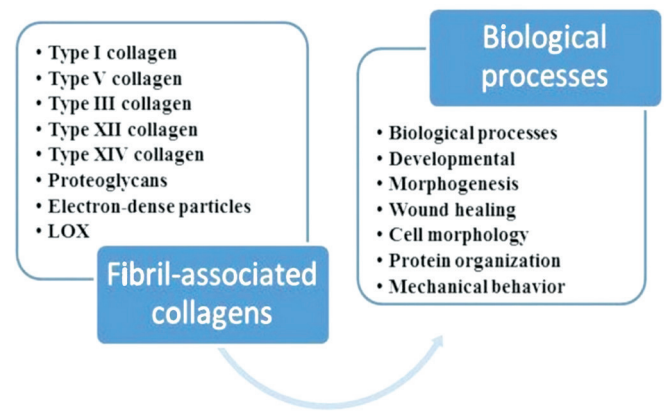 • Type I collagen
• Type V collagen
• Type III collagen
• Type XII collagen
• Type XIV collagen
• Proteoglycans
• Electron-dense particles
• LOX
Fibril-associated
collagens
Biological
processes
• Biological processes
• Developmental
• Morphogenesis
• Wound healing
• Cell morphology
• Protein organization
• Mechanical behavior